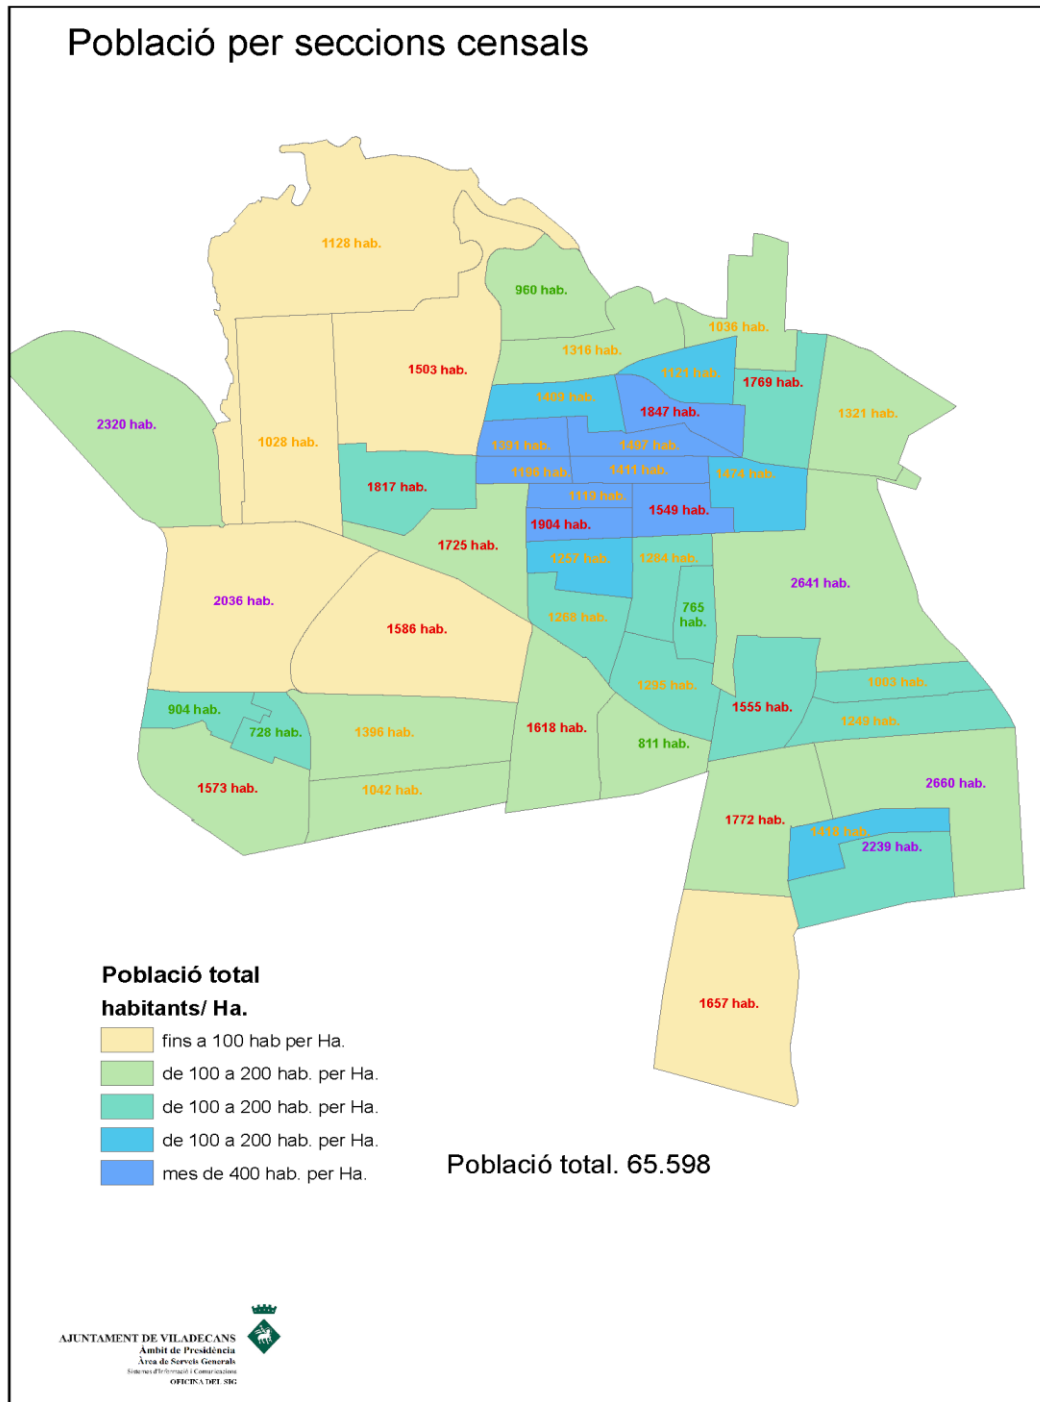 Població per seccions censals
1128 hab.
960 hab.
1036 hab.
1316 hab.
1503 hab.
1121 hab.
1769 hab.
1409 hab.
1847 hab.
1321 hab.
2320 hab.
1028 hab.
1391 hab.
1497 hab.
1196 hab.
1411 hab.
1474 hab.
1817 hab.
1119 hab.
1549 hab.
1904 hab.
1725 hab.
1257 hab.
1284 hab.
2641 hab.
2036 hab.
765
hab.
1268 hab.
1586 hab.
1295 hab.
1003 hab.
904 hab.
1555 hab.
1249 hab.
728 hab.
1396 hab.
1618 hab.
811 hab.
1573 hab.
1042 hab.
2660 hab.
1772 hab.
1418 hab.
2239 hab.
1657 hab.
Població total
habitants/ Ha.
fins a 100 hab per Ha.
de 100 a 200 hab. per Ha.
de 100 a 200 hab. per Ha.
de 100 a 200 hab. per Ha.
mes de 400 hab. per Ha.
Població total. 65.598
AJUNTAMENT DE VILADECANS
Àmbit de Presidència
Àrea de Serveis Generals
Sistemes d'Informació i Comunicacions
OFICINA DEL SIG